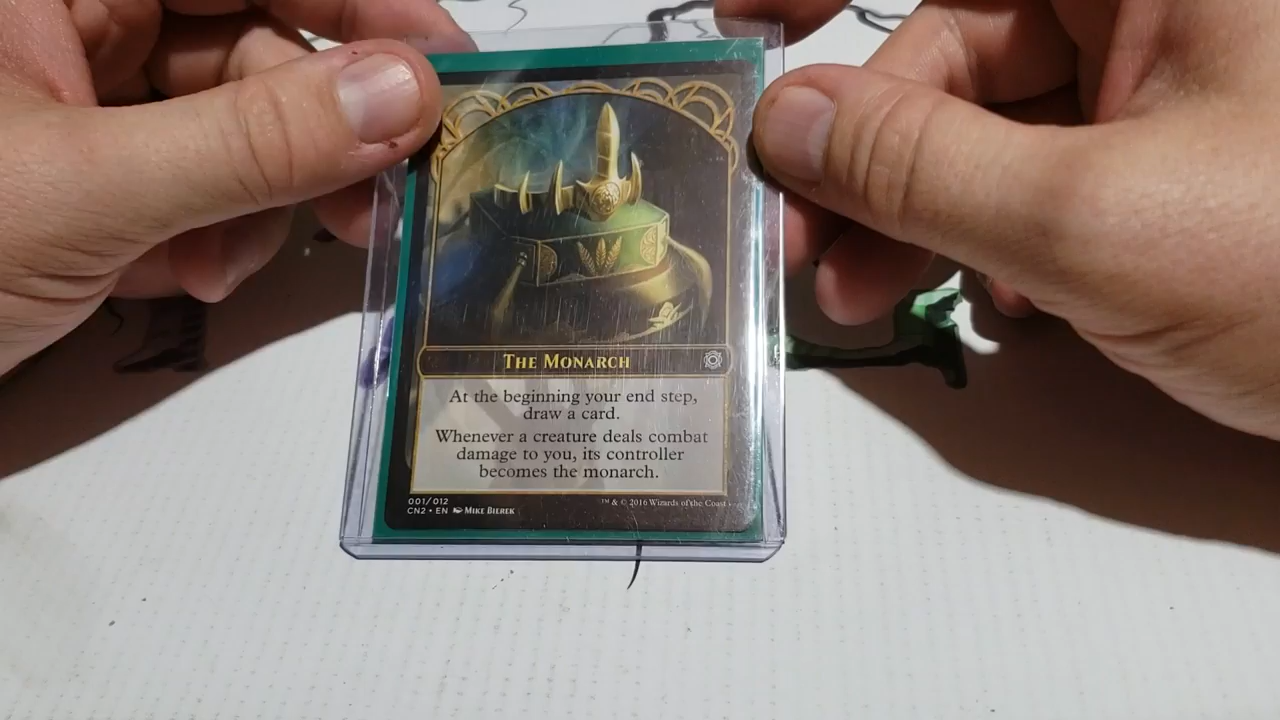 THE MONARCH
At the beginning your end step,
draw a card.
Whenever a creature deals combat
damage to you, its controller
becomes the monarch.
001/012
CN2 • EN MIKE BIEREK
™ & © 2016 Wizards of the Coast